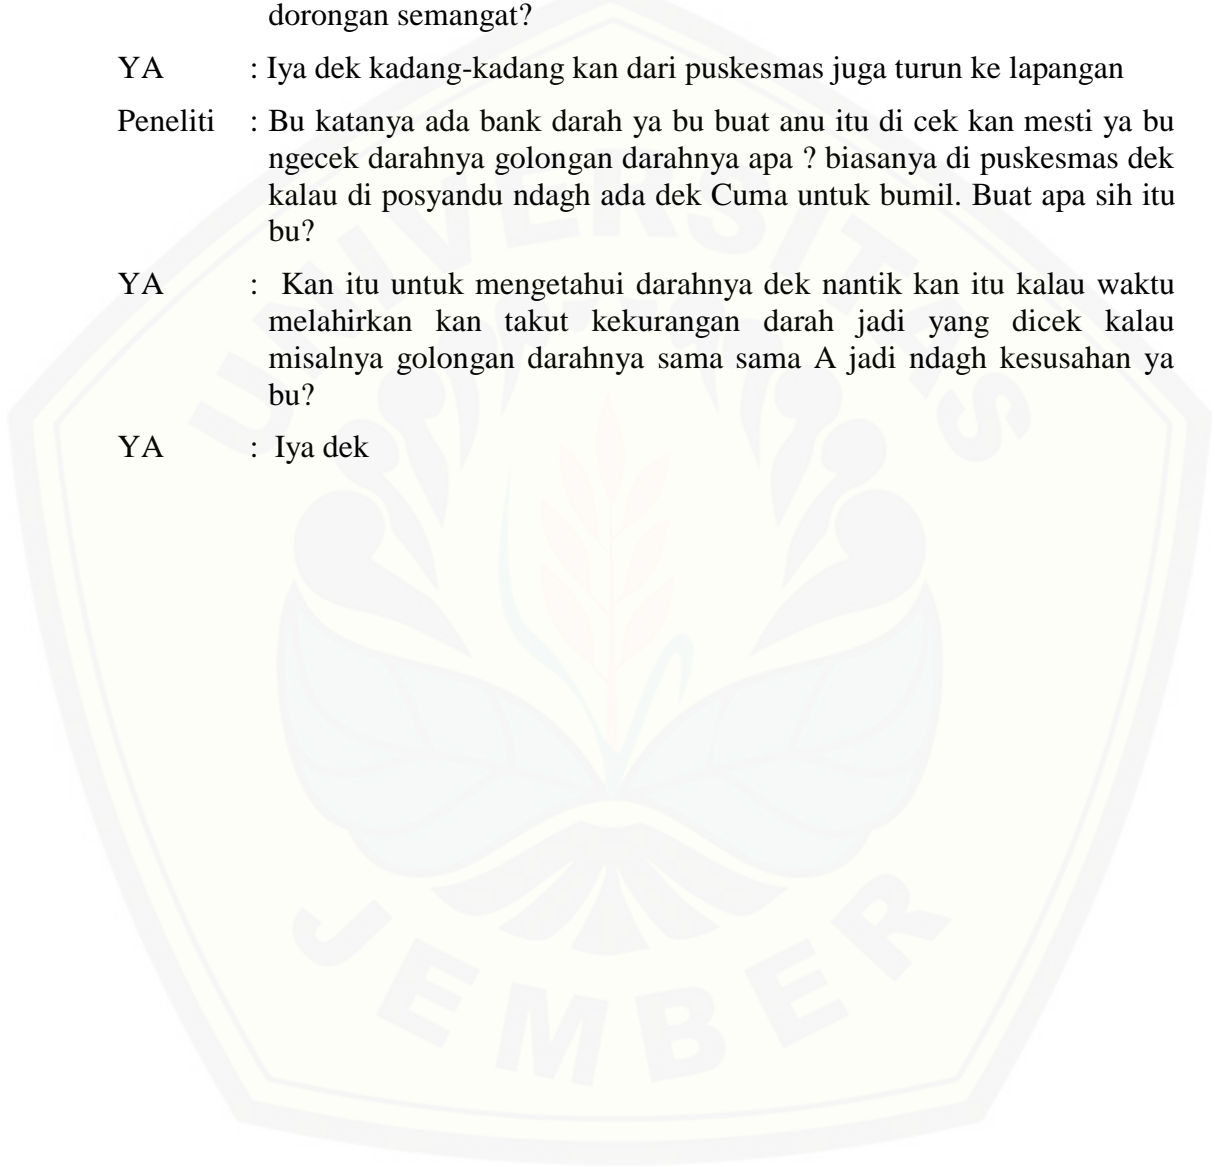 dorongan semangat?
YA : Iya dek kadang-kadang kan dari puskesmas juga turun ke lapangan
Peneliti : Bu katanya ada bank darah ya bu buat anu itu di cek kan mesti ya bu
ngecek darahnya golongan darahnya apa ? biasanya di puskesmas dek
kalau di posyandu ndagh ada dek Cuma untuk bumil. Buat apa sih itu
bu?
YA : Kan itu untuk mengetahui darahnya dek nantik kan itu kalau waktu
melahirkan kan takut kekurangan darah jadi yang dicek kalau
misalnya golongan darahnya sama sama A jadi ndagh kesusahan ya
bu?
YA : Iya dek
UNIVERSITAS
JEMBER